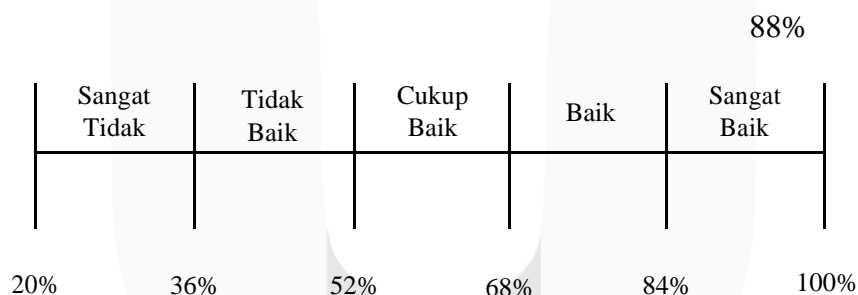 88%
Sangat
Tidak
Tidak
Baik
Cukup
Baik
Baik
Sangat
Baik
20% 36% 52% 68% 84% 100%